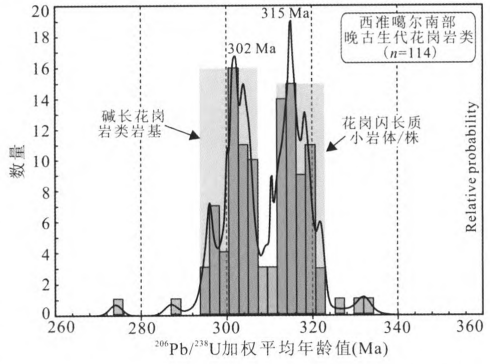 20
18
16
14
12
10
8
6
4
2
0
数量
315 Ma
302 Ma
西准噶尔南部
晚古生代花岗岩类
(n=114)
碱长花岗
岩类岩基
花岗闪长质
小岩体/株
Relative probability
260 280 300 320 340 360
²⁰⁶Pb/²³⁸U加权平均年龄值(Ma)